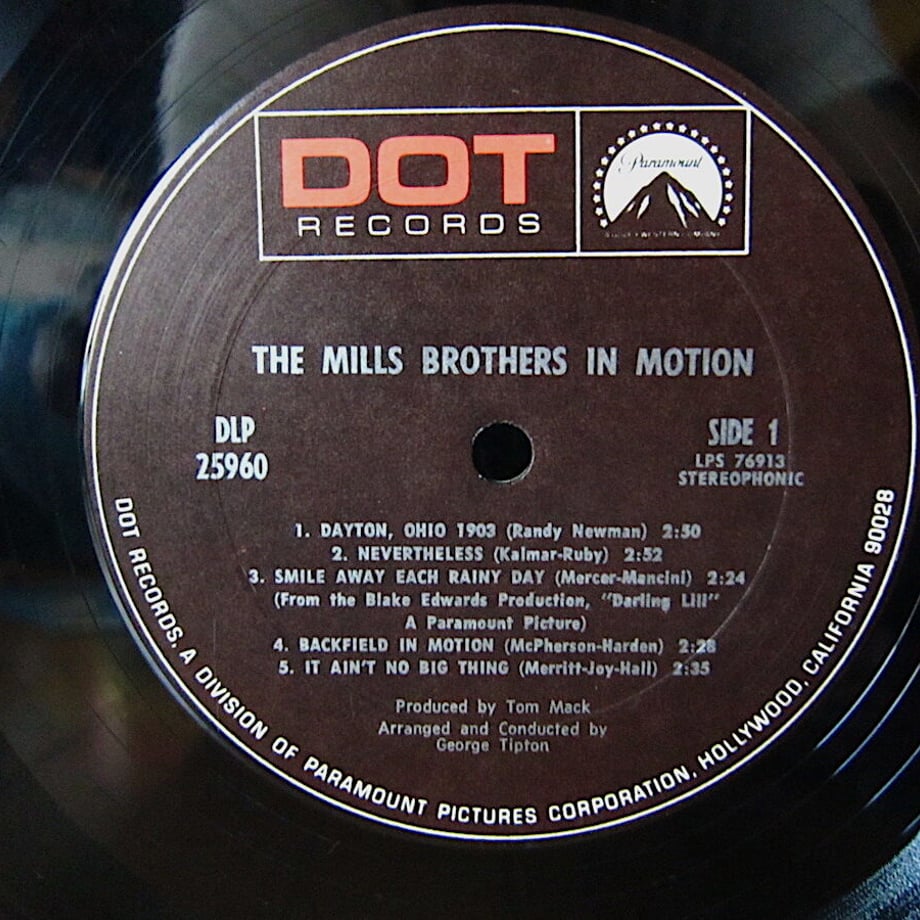 DOT
RECORDS
Paramount
A GULF+WESTERN COMPANY
THE MILLS BROTHERS IN MOTION
DLP
25960
SIDE 1
LPS 76913
STEREOPHONIC
1. DAYTON, OHIO 1903 (Randy Newman) 2:50
2. NEVERTHELESS (Kalmar-Ruby) 2:52
3. SMILE AWAY EACH RAINY DAY (Mercer-Mancini) 2:24
(From the Blake Edwards Production, "Darling Lili"
A Paramount Picture)
4. BACKFIELD IN MOTION (McPherson-Harden) 2:28
5. IT AIN'T NO BIG THING (Merritt-Joy-Hall) 2:35
Produced by Tom Mack
Arranged and Conducted by
George Tipton
DOT RECORDS, A DIVISION OF PARAMOUNT PICTURES CORPORATION, HOLLYWOOD, CALIFORNIA 90028